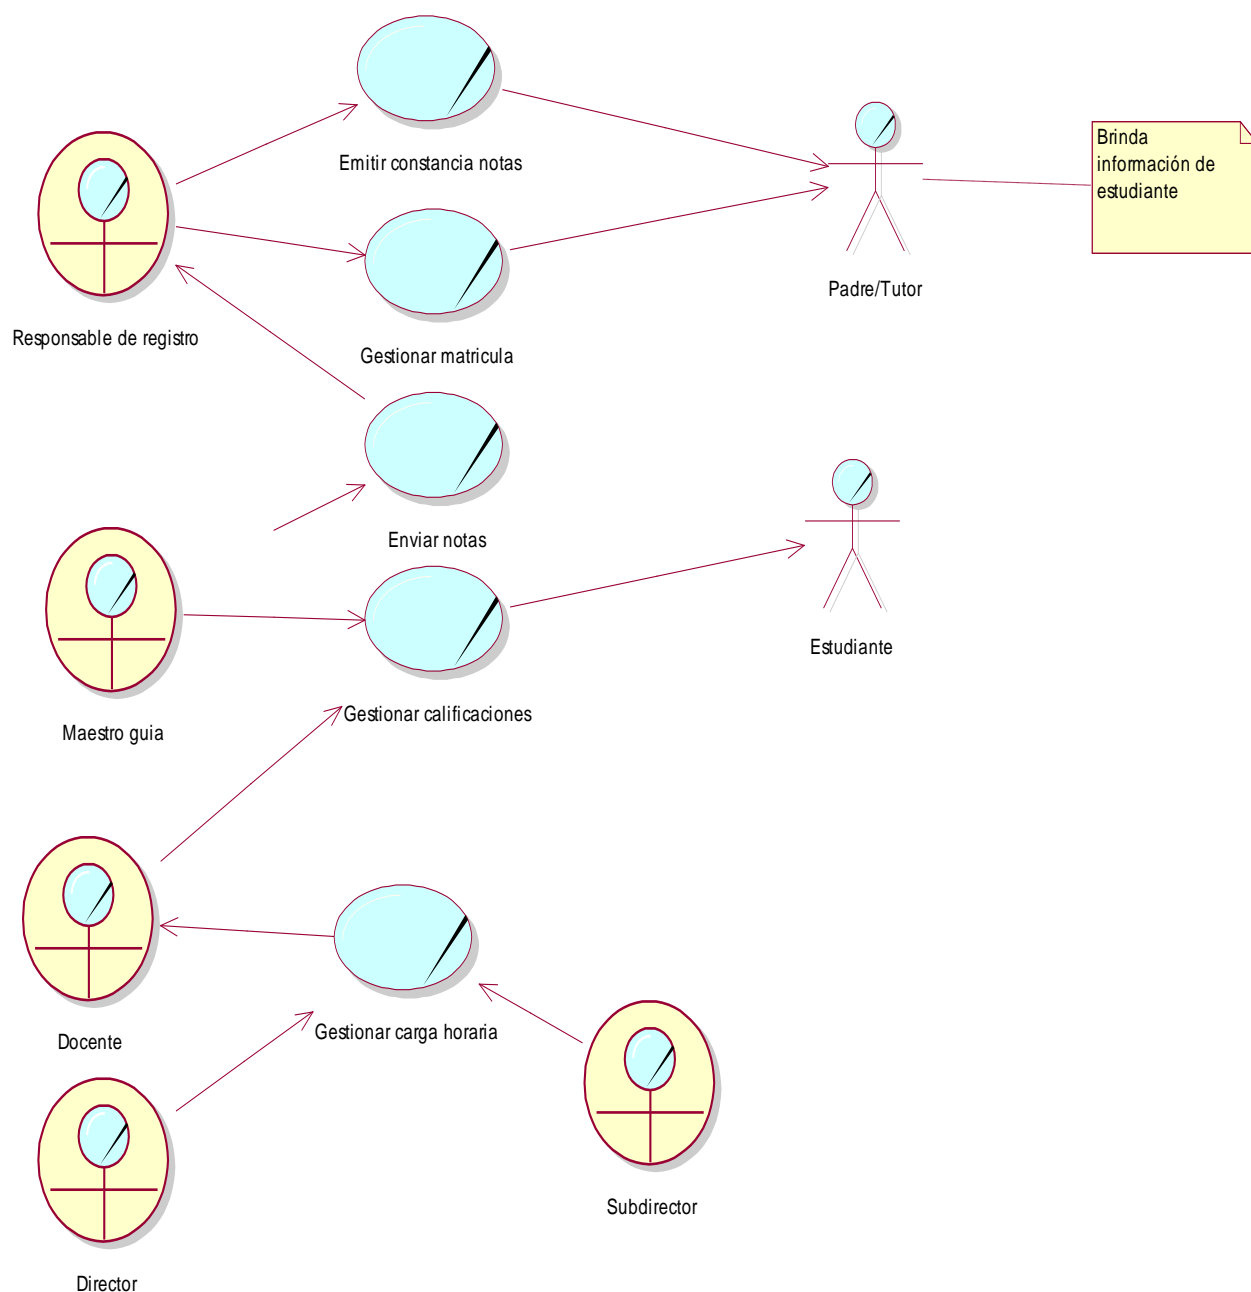 Emitir constancia notas
Brinda
información de
estudiante
Padre/Tutor
Responsable de registro
Gestionar matricula
Enviar notas
Estudiante
Maestro guia
Gestionar calificaciones
Docente
Gestionar carga horaria
Subdirector
Director